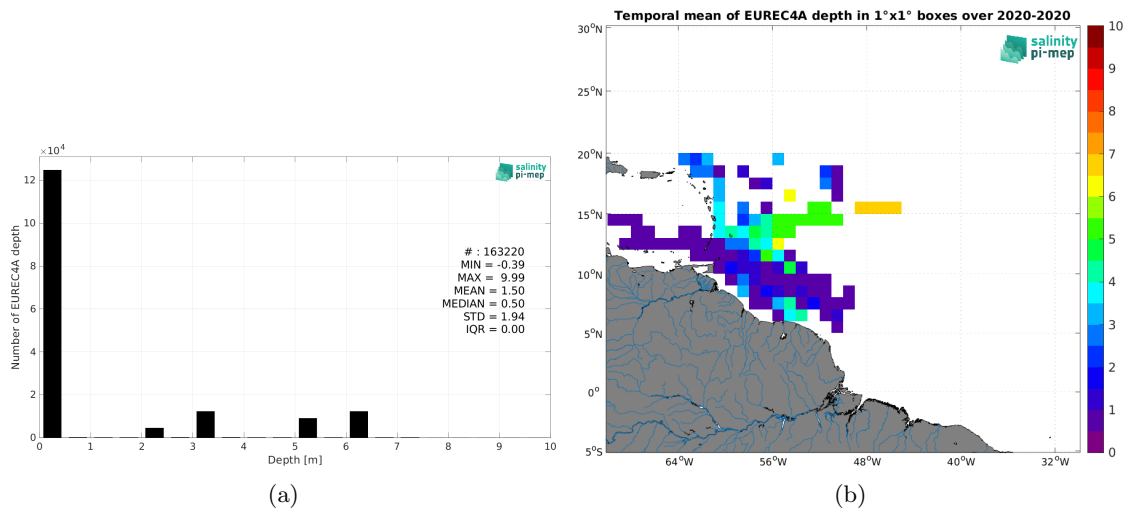 Temporal mean of EUREC4A depth in 1°x1° boxes over 2020-2020
×10⁴
12
10
8
6
4
2
0
Number of EUREC4A depth
salinity
pi-mep
# : 163220
MIN = -0.39
MAX = 9.99
MEAN = 1.50
MEDIAN = 0.50
STD = 1.94
IQR = 0.00
0 1 2 3 4 5 6 7 8 9 10
Depth [m]
(a)
30°N
25°N
20°N
15°N
10°N
5°N
0°
5°S
salinity
pi-mep
64°W 56°W 48°W 40°W 32°W
10
9
8
7
6
5
4
3
2
1
0
(b)